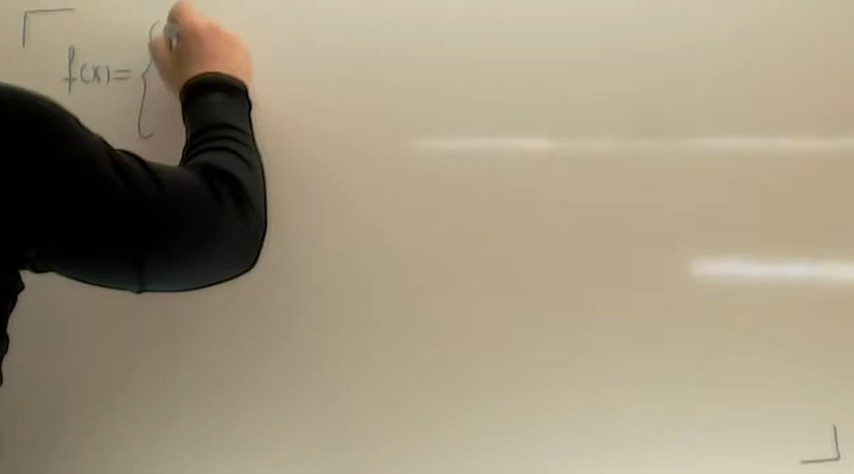 f(x)= {